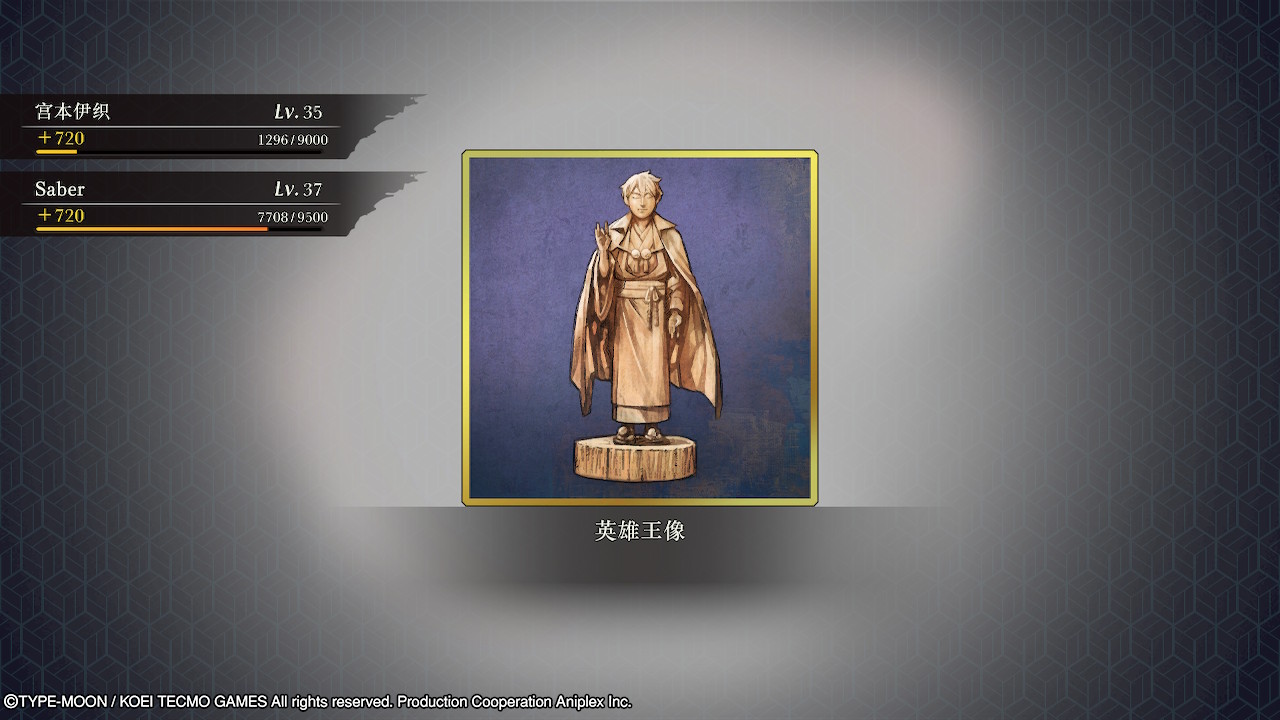 宫本伊织 Lv. 35
+720 1296/9000
Saber Lv. 37
+720 7708/9500
英雄王像
©TYPE-MOON / KOEI TECMO GAMES All rights reserved. Production Cooperation Aniplex Inc.